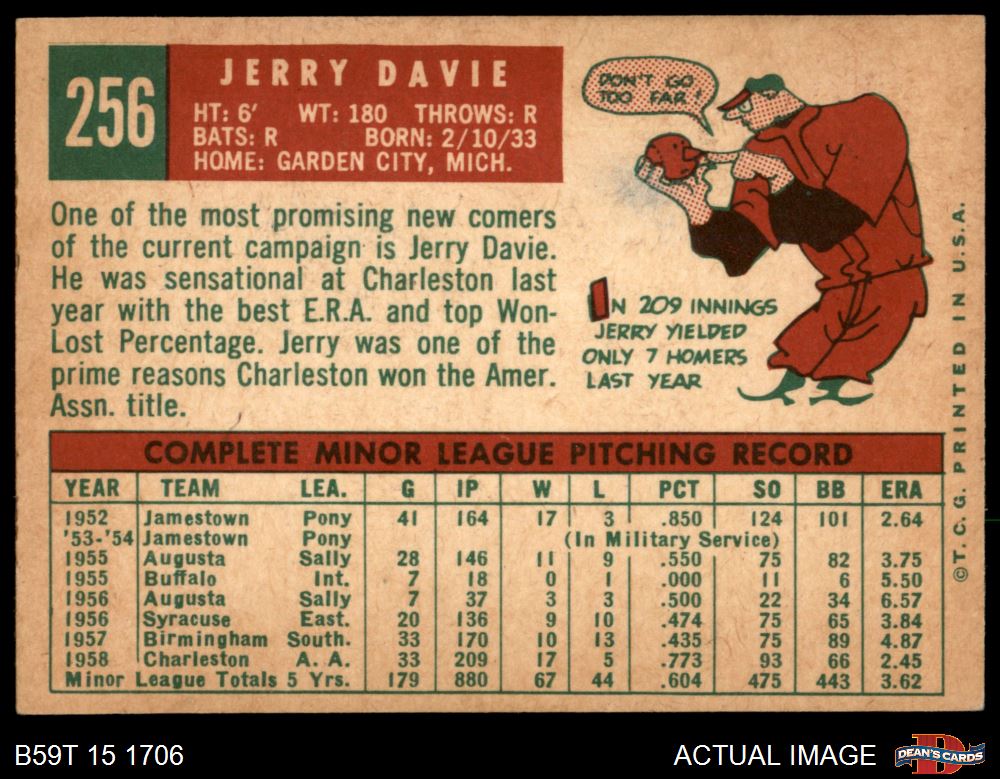 256
JERRY DAVIE
HT: 6' WT: 180 THROWS: R
BATS: R BORN: 2/10/33
HOME: GARDEN CITY, MICH.
One of the most promising new comers
of the current campaign is Jerry Davie.
He was sensational at Charleston last
year with the best E.R.A. and top Won-
Lost Percentage. Jerry was one of the
prime reasons Charleston won the Amer.
Assn. title.
DON'T GO
TOO FAR!
IN 209 INNINGS
JERRY YIELDED
ONLY 7 HOMERS
LAST YEAR
COMPLETE MINOR LEAGUE PITCHING RECORD
YEAR TEAM LEA. G IP W L PCT SO BB ERA
1952 Jamestown Pony 41 164 17 3 .850 124 101 2.64
'53-'54 Jamestown Pony (In Military Service)
1955 Augusta Sally 28 146 11 9 .550 75 82 3.75
1955 Buffalo Int. 7 18 0 1 .000 11 6 5.50
1956 Augusta Sally 7 37 3 3 .500 22 34 6.57
1956 Syracuse East. 20 136 9 10 .474 75 65 3.84
1957 Birmingham South. 33 170 10 13 .435 75 89 4.87
1958 Charleston A. A. 33 209 17 5 .773 93 66 2.45
Minor League Totals 5 Yrs. 179 880 67 44 .604 475 443 3.62
©T. C. G. PRINTED IN U.S.A.
B59T 15 1706
ACTUAL IMAGE
D
DEAN'S CARDS